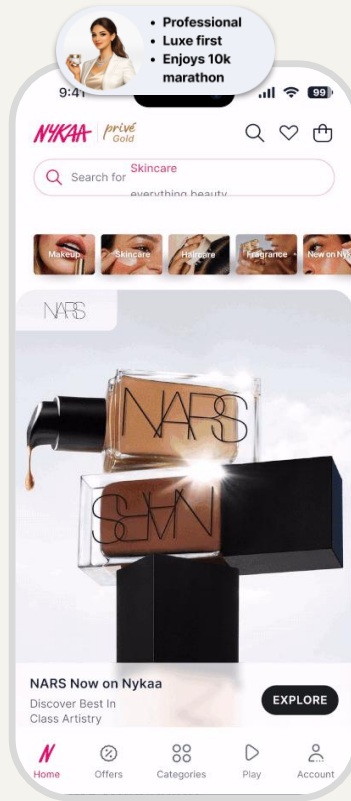 • Professional
• Luxe first
• Enjoys 10k
marathon
9:41
99
NYKAA
privé
Gold
Search for
Skincare
everything beauty
Makeup
Skincare
Haircare
Fragrance
New on Ny
NARS
NARS
NARS
NARS Now on Nykaa
Discover Best In
Class Artistry
EXPLORE
Home
Offers
Categories
Play
Account